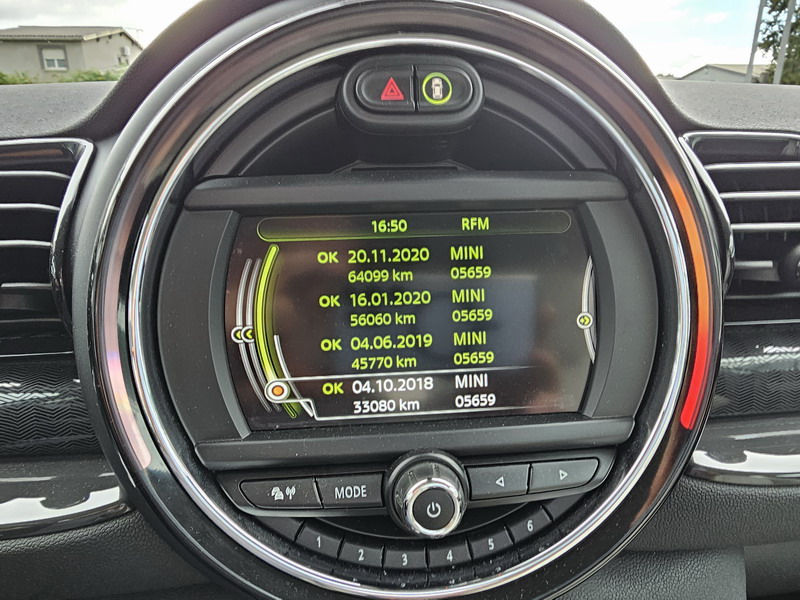 16:50 RFM
OK 20.11.2020 MINI
64099 km 05659
OK 16.01.2020 MINI
56060 km 05659
OK 04.06.2019 MINI
45770 km 05659
OK 04.10.2018 MINI
33080 km 05659
MODE
1 2 3 4 5 6